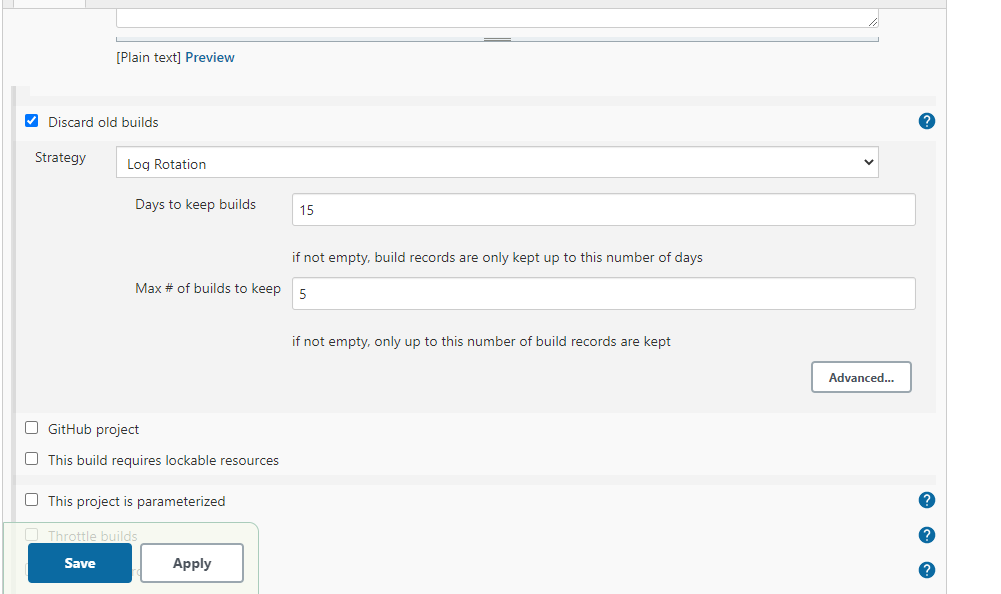 [Plain text] Preview
Discard old builds
Strategy
Log Rotation
Days to keep builds
15
if not empty, build records are only kept up to this number of days
Max # of builds to keep
5
if not empty, only up to this number of build records are kept
Advanced...
GitHub project
This build requires lockable resources
This project is parameterized
Throttle builds
Save
Apply